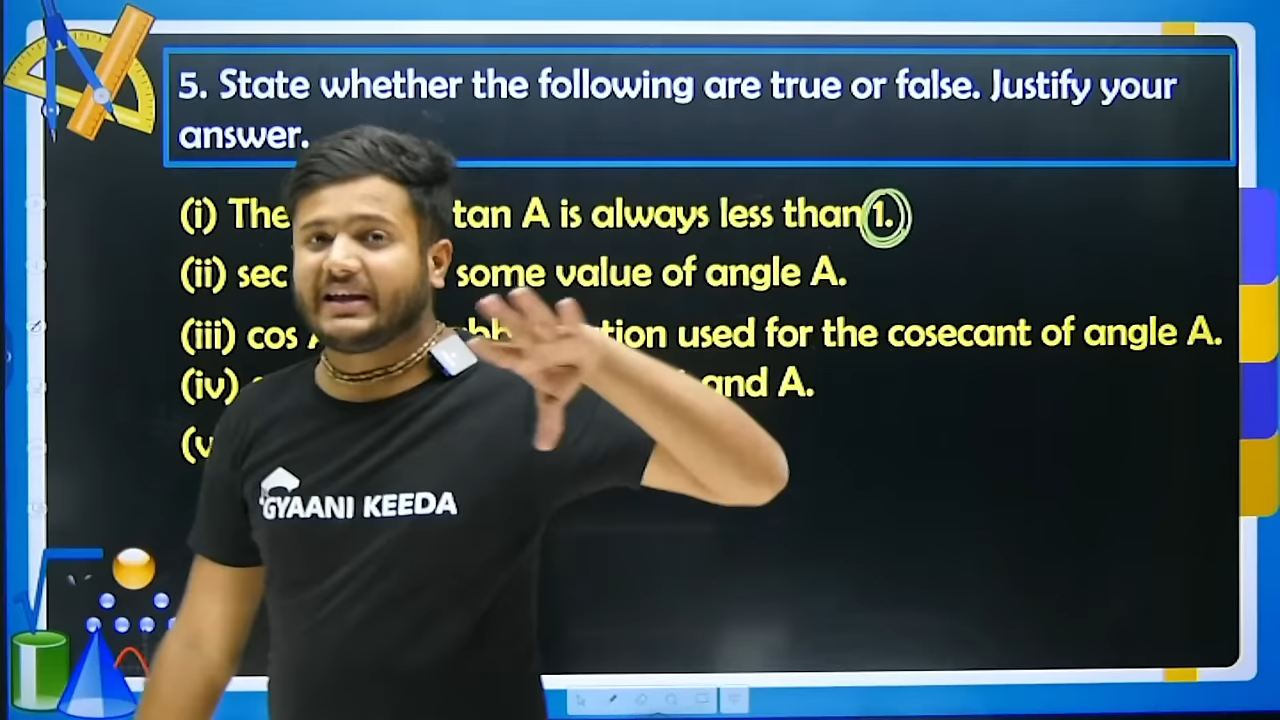 5. State whether the following are true or false. Justify your
answer.
(i) The tan A is always less than 1.
(ii) sec some value of angle A.
(iii) cos used for the cosecant of angle A.
(iv) and A.
GYAANI KEEDA